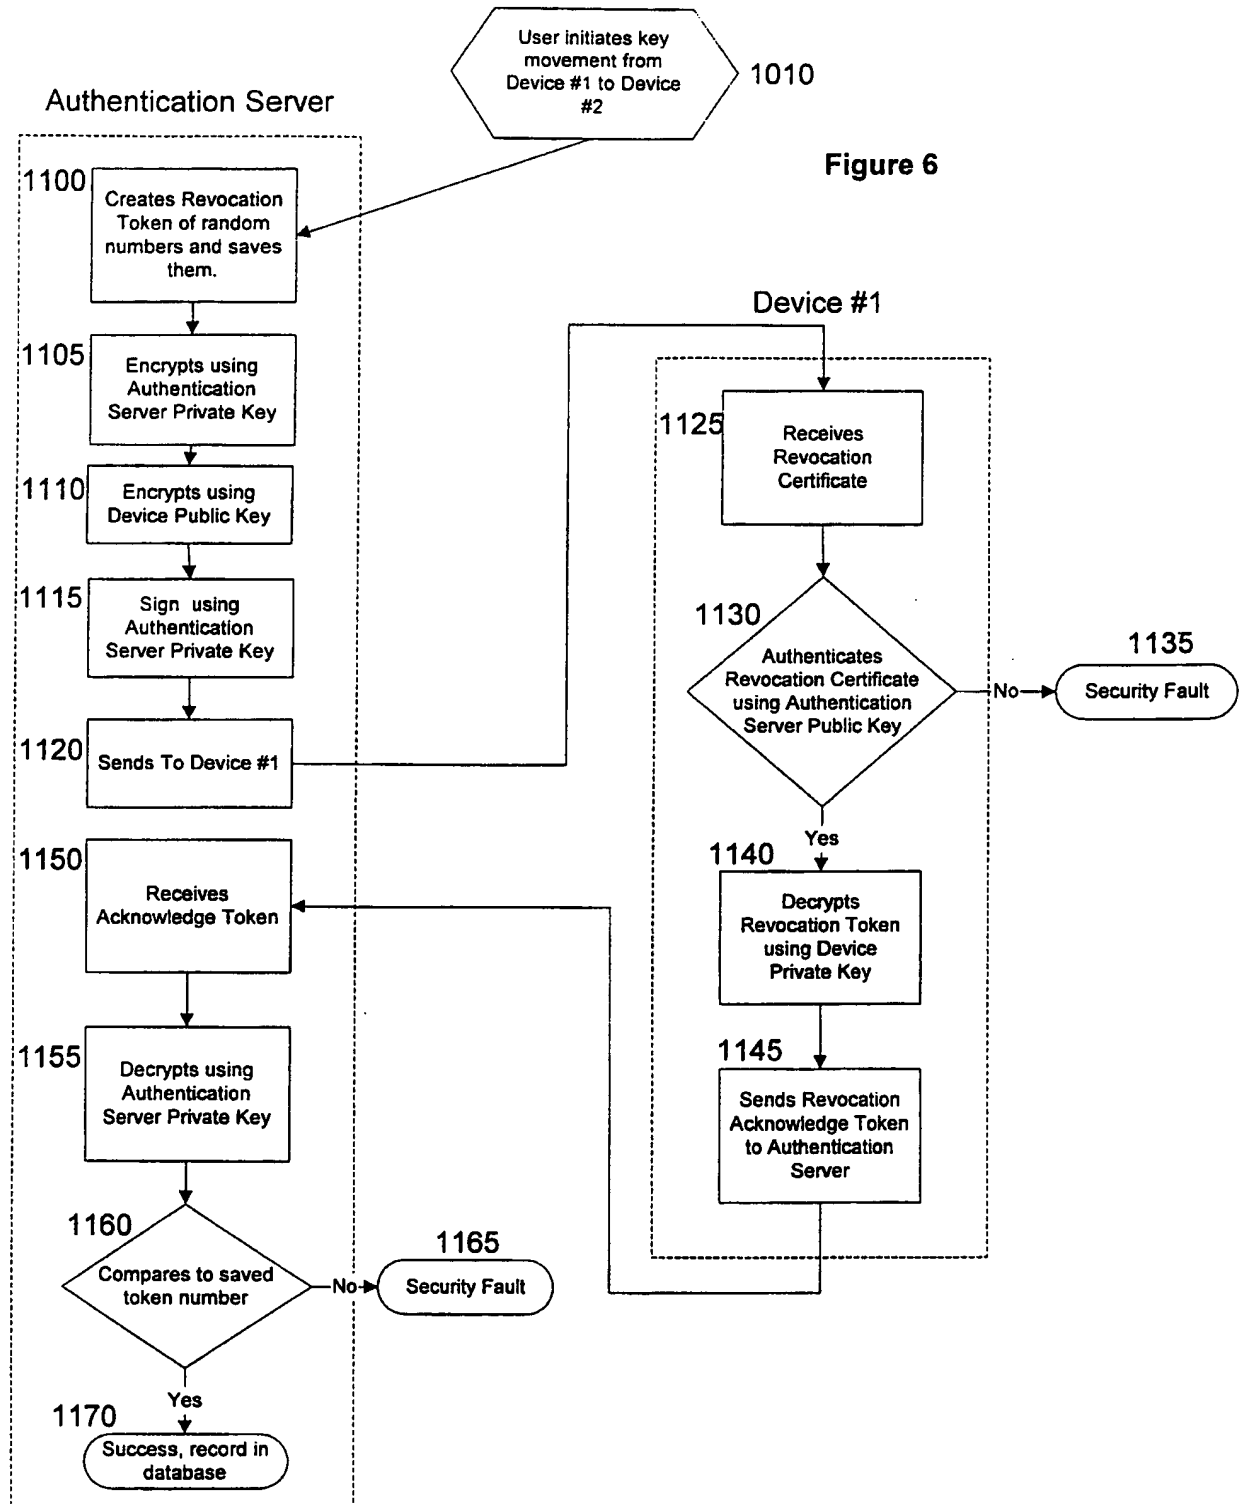 User initiates key
movement from
Device #1 to Device
#2
1010
Authentication Server
Figure 6
1100
Creates Revocation
Token of random
numbers and saves
them.
1105
Encrypts using
Authentication
Server Private Key
1110
Encrypts using
Device Public Key
1115
Sign using
Authentication
Server Private Key
1120
Sends To Device #1
Device #1
1125
Receives
Revocation
Certificate
1130
Authenticates
Revocation Certificate
using Authentication
Server Public Key
No
1135
Security Fault
Yes
1140
Decrypts
Revocation Token
using Device
Private Key
1145
Sends Revocation
Acknowledge Token
to Authentication
Server
1150
Receives
Acknowledge Token
1155
Decrypts using
Authentication
Server Private Key
1160
Compares to saved
token number
No
1165
Security Fault
Yes
1170
Success, record in
database